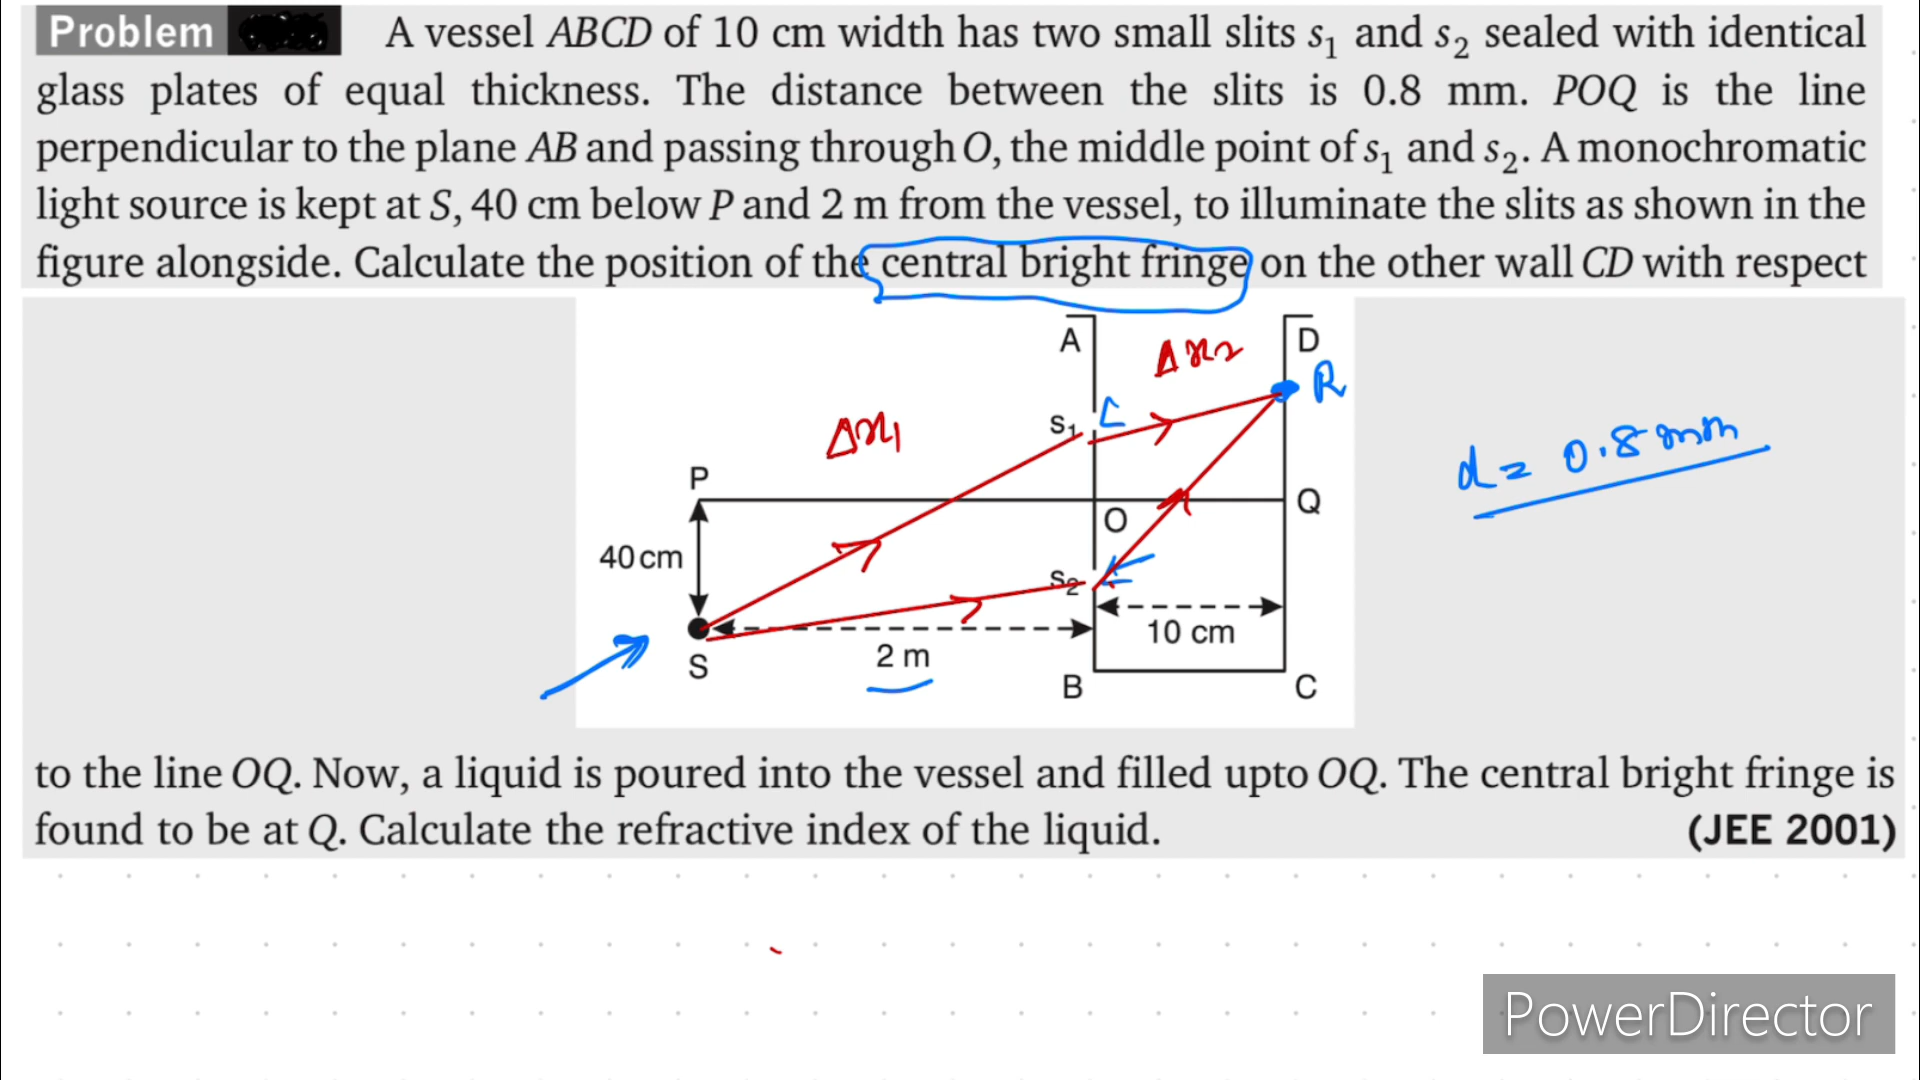 Problem A vessel ABCD of 10 cm width has two small slits s₁ and s₂ sealed with identical
glass plates of equal thickness. The distance between the slits is 0.8 mm. POQ is the line
perpendicular to the plane AB and passing through O, the middle point of s₁ and s₂. A monochromatic
light source is kept at S, 40 cm below P and 2 m from the vessel, to illuminate the slits as shown in the
figure alongside. Calculate the position of the central bright fringe on the other wall CD with respect
A
D
Δx₂
R
s₁
Δx₁
d = 0.8 mm
P
Q
O
40 cm
s₂
10 cm
2 m
S
B
C
to the line OQ. Now, a liquid is poured into the vessel and filled upto OQ. The central bright fringe is
found to be at Q. Calculate the refractive index of the liquid. (JEE 2001)
PowerDirector